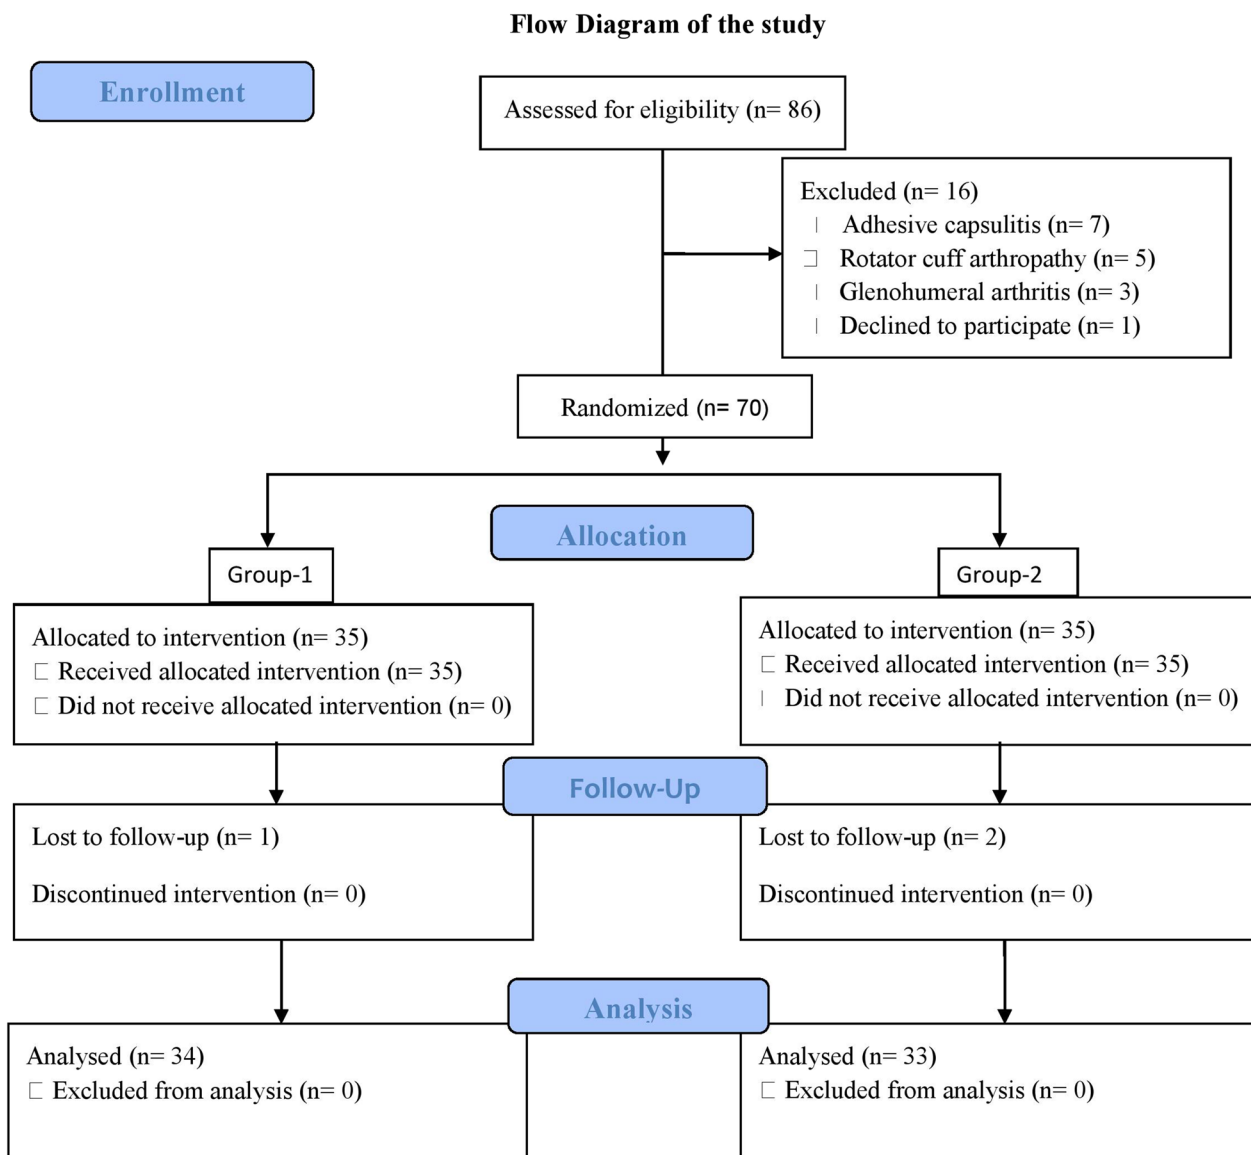 Flow Diagram of the study
Enrollment
Assessed for eligibility (n= 86)
Excluded (n= 16)
Adhesive capsulitis (n= 7)
Rotator cuff arthropathy (n= 5)
Glenohumeral arthritis (n= 3)
Declined to participate (n= 1)
Randomized (n= 70)
Allocation
Group-1
Allocated to intervention (n= 35)
□ Received allocated intervention (n= 35)
□ Did not receive allocated intervention (n= 0)
Group-2
Allocated to intervention (n= 35)
□ Received allocated intervention (n= 35)
Did not receive allocated intervention (n= 0)
Follow-Up
Lost to follow-up (n= 1)
Discontinued intervention (n= 0)
Lost to follow-up (n= 2)
Discontinued intervention (n= 0)
Analysis
Analysed (n= 34)
□ Excluded from analysis (n= 0)
Analysed (n= 33)
□ Excluded from analysis (n= 0)